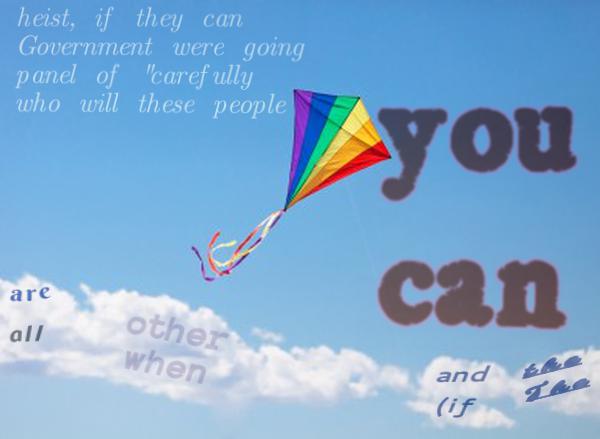 heist, if they can
Government were going
panel of "carefully
who will these people
you
can
are
all
other
when
and
(if
the
The